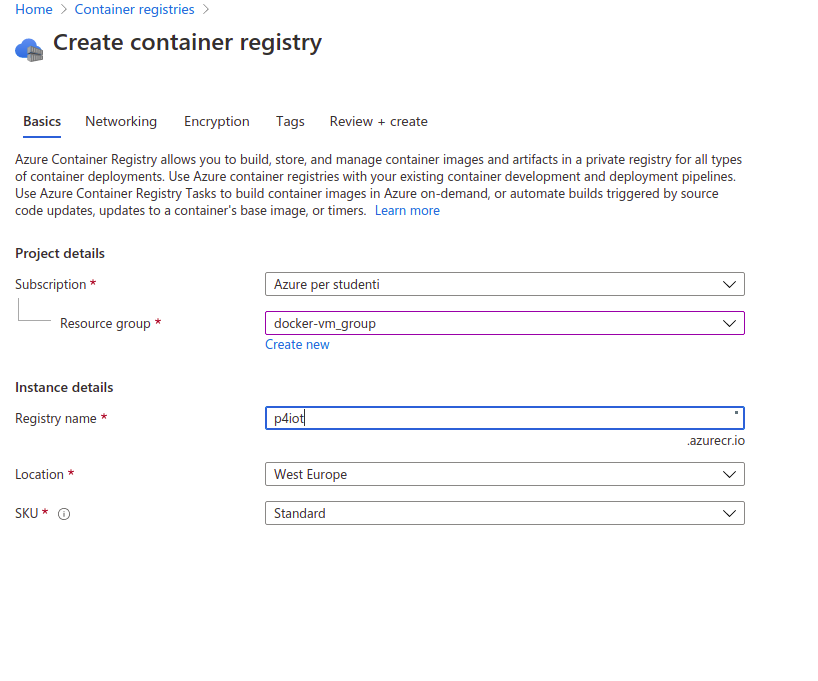 Home > Container registries >
Create container registry
Basics Networking Encryption Tags Review + create
Azure Container Registry allows you to build, store, and manage container images and artifacts in a private registry for all types
of container deployments. Use Azure container registries with your existing container development and deployment pipelines.
Use Azure Container Registry Tasks to build container images in Azure on-demand, or automate builds triggered by source
code updates, updates to a container's base image, or timers. Learn more
Project details
Subscription * Azure per studenti
Resource group * docker-vm_group
Create new
Instance details
Registry name * p4iot
.azurecr.io
Location * West Europe
SKU * Standard